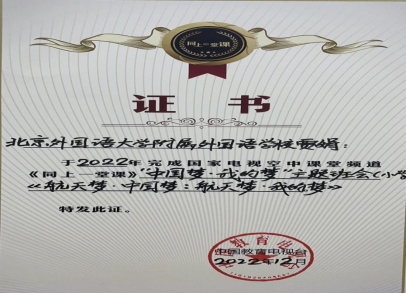 同上一堂课
证书
北京外国语大学附属外国语学校雷娟：
于2022年完成国家电视空中课堂频道
《同上一堂课》“中国梦·我的梦”主题班会(小学
《航天梦·中国梦：航天梦·我的梦》
特发此证。
中国教育电视台
2022年12月